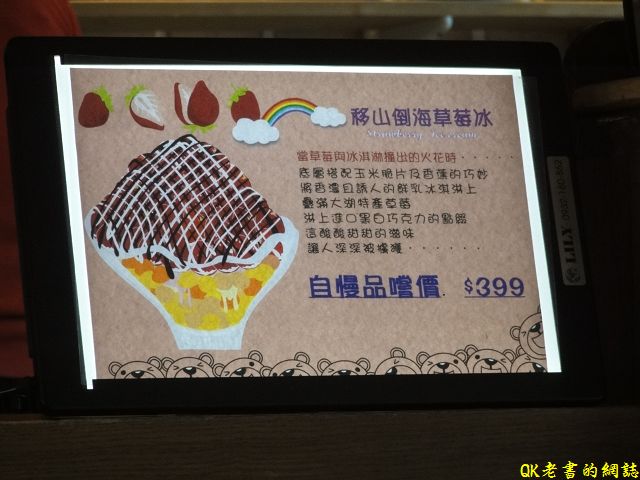 移山倒海草莓冰
Strawberry Ice cream
當草莓與冰淇淋撞出的火花時······
底層搭配玉米脆片及香蕉的巧妙
將香濃且誘人的鮮乳冰淇淋上
疊滿大湖特產草莓
淋上進口黑白巧克力的點綴
這酸酸甜甜的滋味
讓人深深被擄獲······
自慢品嚐價. $399
LILY 0932-180-852
QK老書的網誌